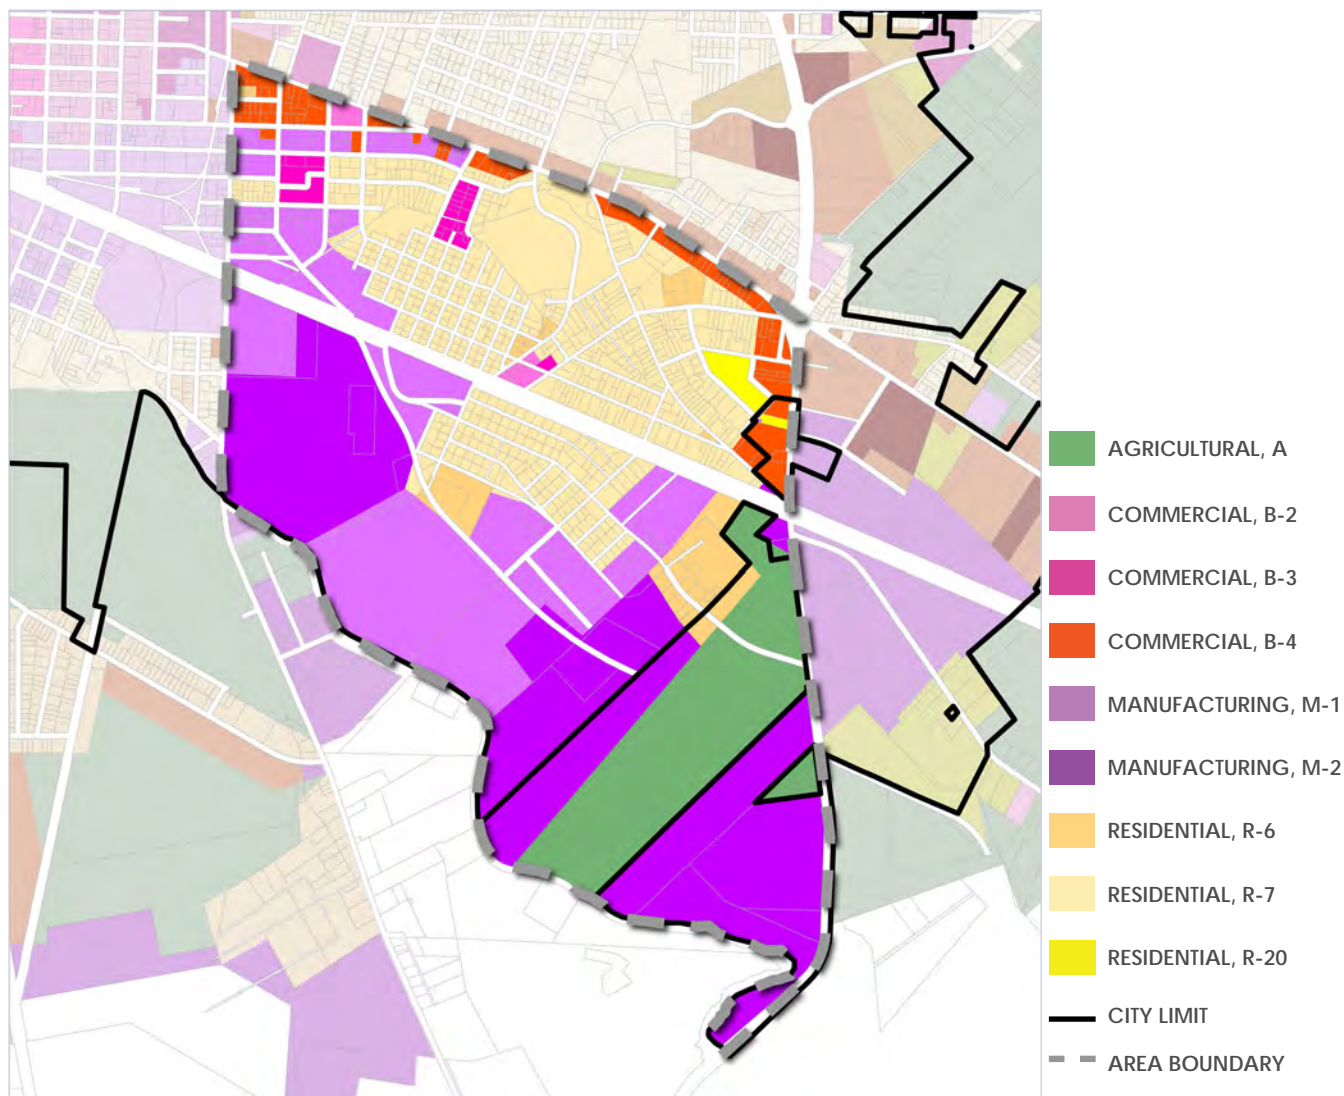 AGRICULTURAL, A
COMMERCIAL, B-2
COMMERCIAL, B-3
COMMERCIAL, B-4
MANUFACTURING, M-1
MANUFACTURING, M-2
RESIDENTIAL, R-6
RESIDENTIAL, R-7
RESIDENTIAL, R-20
CITY LIMIT
AREA BOUNDARY